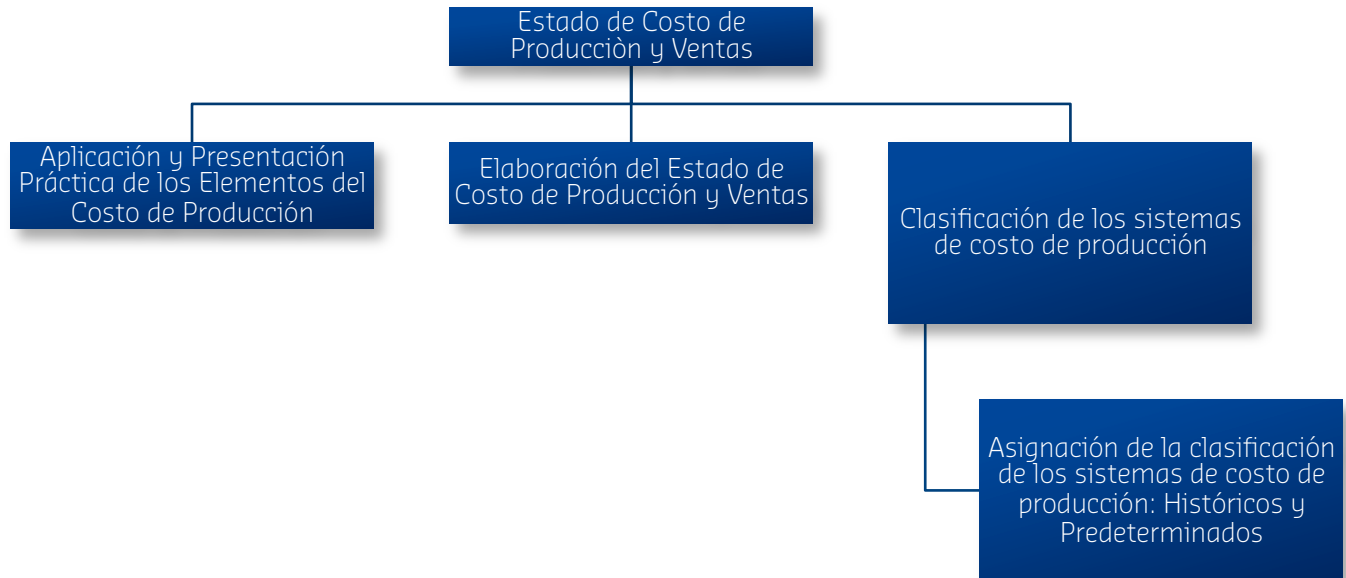 Estado de Costo de
Producciòn y Ventas
Aplicación y Presentación
Práctica de los Elementos del
Costo de Producción
Elaboración del Estado de
Costo de Producción y Ventas
Clasificación de los sistemas
de costo de producción
Asignación de la clasificación
de los sistemas de costo de
producción: Históricos y
Predeterminados